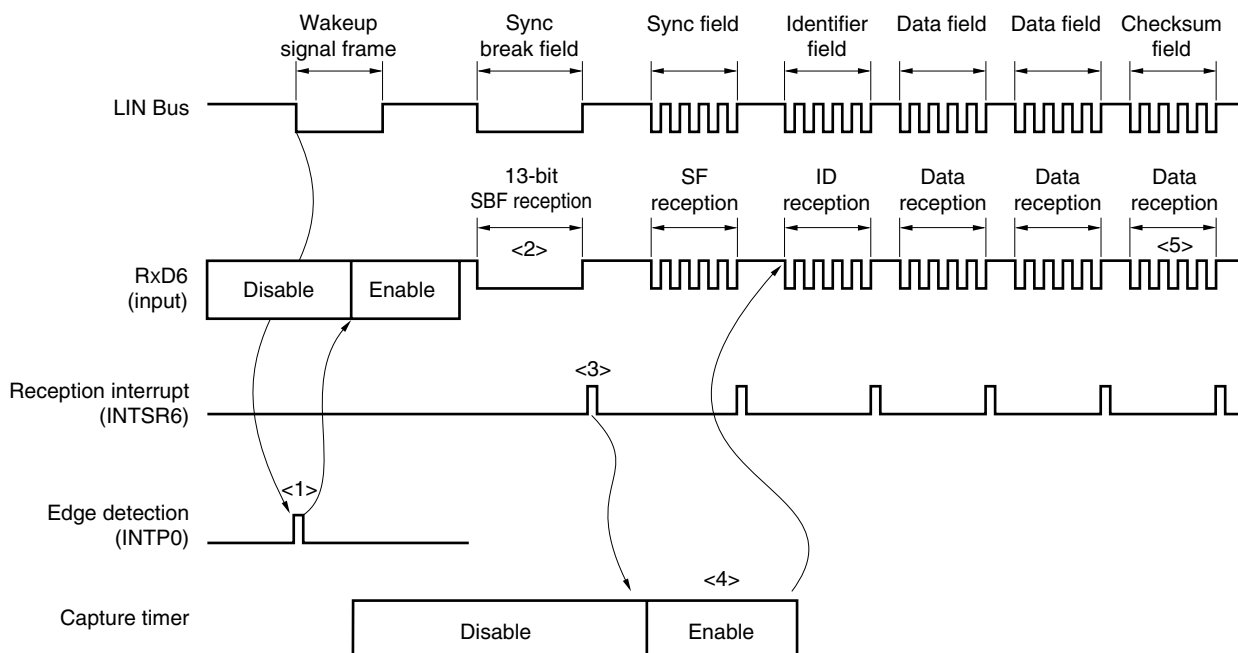 Wakeup
signal frame
Sync
break field
Sync field
Identifier
field
Data field
Data field
Checksum
field
LIN Bus
13-bit
SBF reception
SF
reception
ID
reception
Data
reception
Data
reception
Data
reception
<2>
<5>
RxD6
(input)
Disable
Enable
Reception interrupt
(INTSR6)
<3>
Edge detection
(INTP0)
<1>
Capture timer
Disable
<4>
Enable